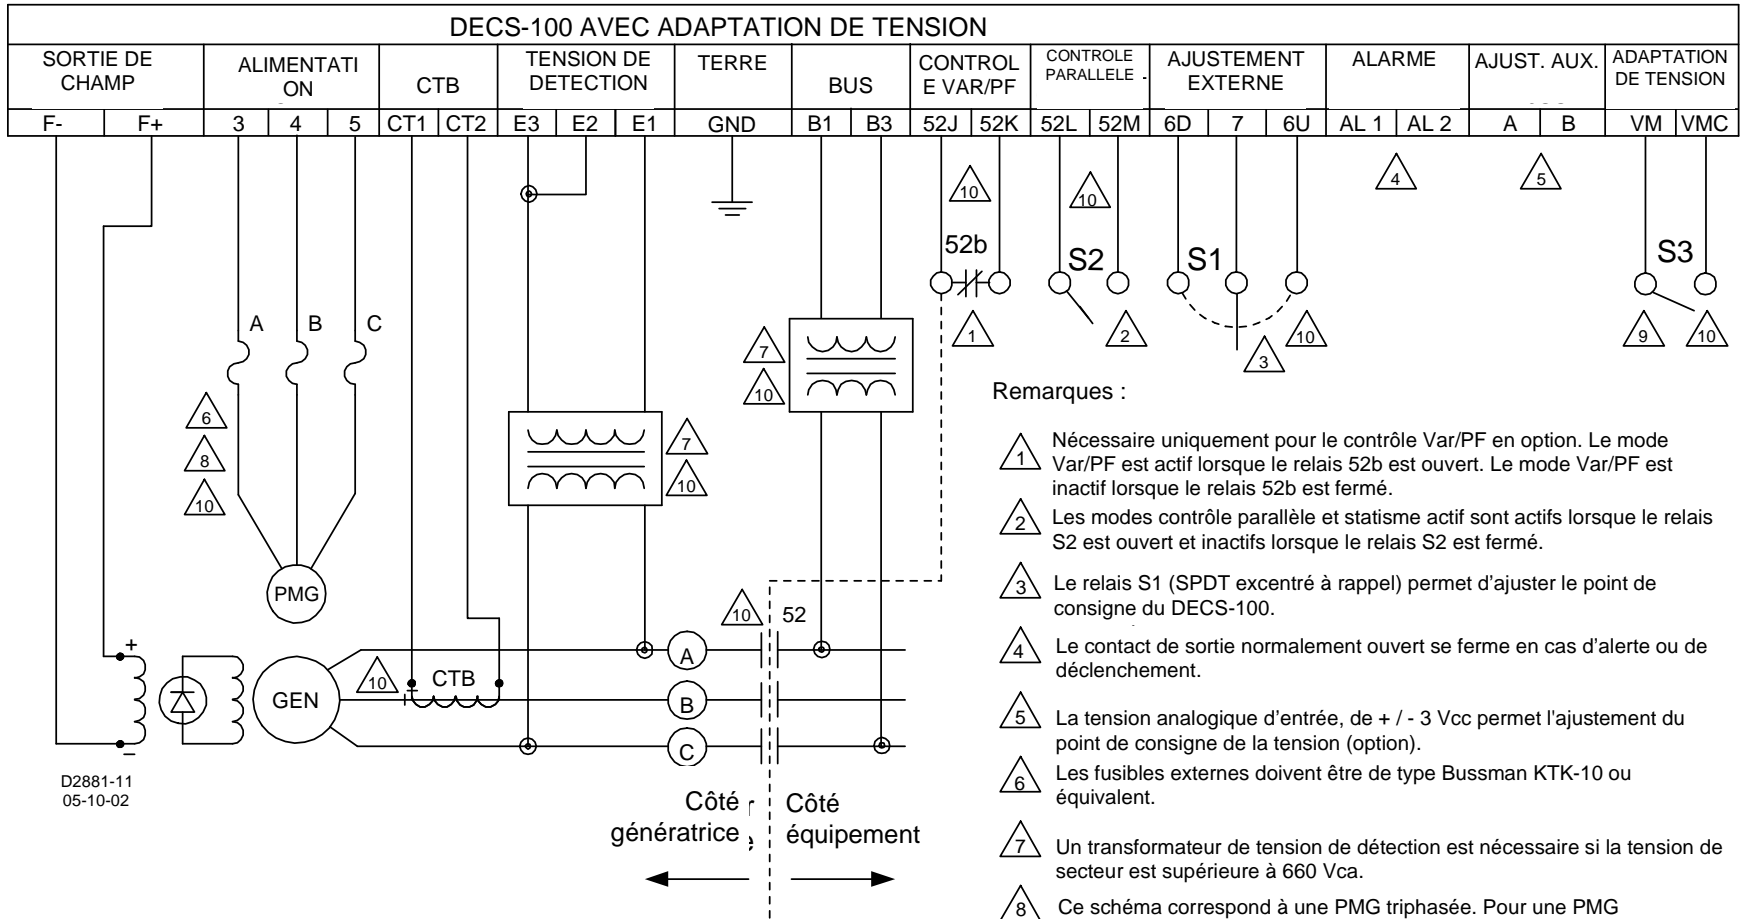 DECS-100 AVEC ADAPTATION DE TENSION
SORTIE DE CHAMP
ALIMENTATI
ON
CTB
TENSION DE
DETECTION
TERRE
BUS
CONTROL
E VAR/PF
CONTROLE
PARALLELE
AJUSTEMENT
EXTERNE
ALARME
AJUST. AUX.
ADAPTATION
DE TENSION
F- F+ 3 4 5 CT1 CT2 E3 E2 E1 GND B1 B3 52J 52K 52L 52M 6D 7 6U AL 1 AL 2 A B VM VMC
10
10
4
5
52b
S2
S1
S3
1
2
3
10
9
10
A B C
6
8
10
7
10
7
10
PMG
10
52
+
–
GEN
10
+
CTB
A
B
C
D2881-11
05-10-02
Côté
génératrice
Côté
équipement
Remarques :
1 Nécessaire uniquement pour le contrôle Var/PF en option. Le mode
Var/PF est actif lorsque le relais 52b est ouvert. Le mode Var/PF est
inactif lorsque le relais 52b est fermé.
2 Les modes contrôle parallèle et statisme actif sont actifs lorsque le relais
S2 est ouvert et inactifs lorsque le relais S2 est fermé.
3 Le relais S1 (SPDT excentré à rappel) permet d'ajuster le point de
consigne du DECS-100.
4 Le contact de sortie normalement ouvert se ferme en cas d'alerte ou de
déclenchement.
5 La tension analogique d'entrée, de + / - 3 Vcc permet l'ajustement du
point de consigne de la tension (option).
6 Les fusibles externes doivent être de type Bussman KTK-10 ou
équivalent.
7 Un transformateur de tension de détection est nécessaire si la tension de
secteur est supérieure à 660 Vca.
8 Ce schéma correspond à une PMG triphasée. Pour une PMG